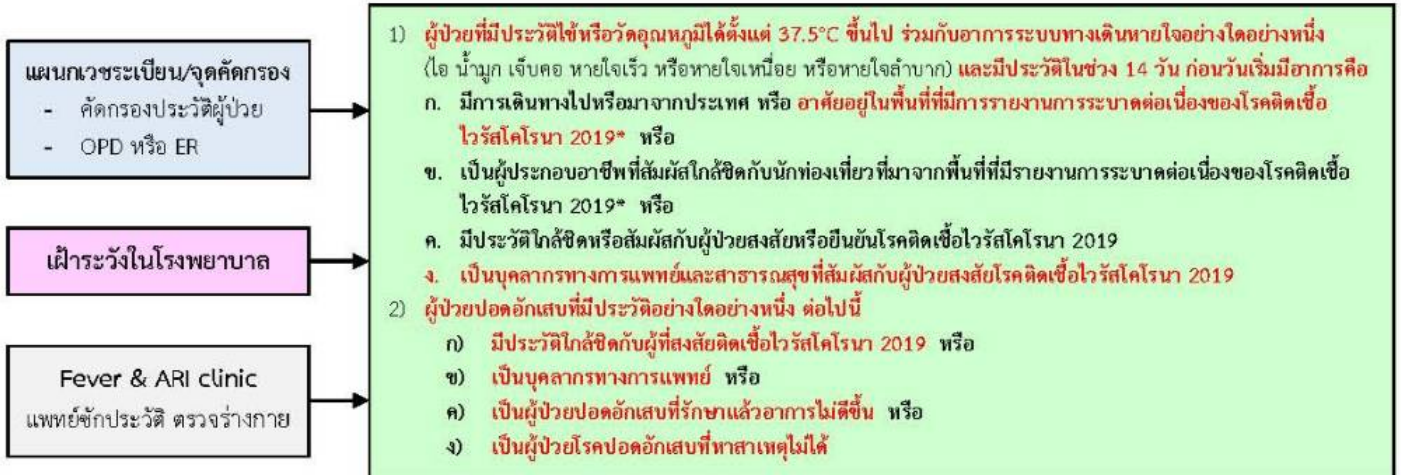 แผนกเวชระเบียน/จุดคัดกรอง
- คัดกรองประวัติผู้ป่วย
- OPD หรือ ER
เฝ้าระวังในโรงพยาบาล
Fever & ARI clinic
แพทย์ซักประวัติ ตรวจร่างกาย
1) ผู้ป่วยที่มีประวัติไข้หรือวัดอุณหภูมิได้ตั้งแต่ 37.5°C ขึ้นไป ร่วมกับอาการระบบทางเดินหายใจอย่างใดอย่างหนึ่ง
(ไอ น้ำมูก เจ็บคอ หายใจเร็ว หรือหายใจเหนื่อย หรือหายใจลำบาก) และมีประวัติในช่วง 14 วัน ก่อนวันเริ่มมีอาการคือ
ก. มีการเดินทางไปหรือมาจากประเทศ หรือ อาศัยอยู่ในพื้นที่ที่มีการรายงานการระบาดต่อเนื่องของโรคติดเชื้อ
ไวรัสโคโรนา 2019* หรือ
ข. เป็นผู้ประกอบอาชีพที่สัมผัสใกล้ชิดกับนักท่องเที่ยวที่มาจากพื้นที่ที่มีรายงานการระบาดต่อเนื่องของโรคติดเชื้อ
ไวรัสโคโรนา 2019* หรือ
ค. มีประวัติใกล้ชิดหรือสัมผัสกับผู้ป่วยสงสัยหรือยืนยันโรคติดเชื้อไวรัสโคโรนา 2019
ง. เป็นบุคลากรทางการแพทย์และสาธารณสุขที่สัมผัสกับผู้ป่วยสงสัยโรคติดเชื้อไวรัสโคโรนา 2019
2) ผู้ป่วยปอดอักเสบที่มีประวัติอย่างใดอย่างหนึ่ง ต่อไปนี้
ก) มีประวัติใกล้ชิดกับผู้ที่สงสัยติดเชื้อไวรัสโคโรนา 2019 หรือ
ข) เป็นบุคลากรทางการแพทย์ หรือ
ค) เป็นผู้ป่วยปอดอักเสบที่รักษาแล้วอาการไม่ดีขึ้น หรือ
ง) เป็นผู้ป่วยโรคปอดอักเสบที่หาสาเหตุไม่ได้